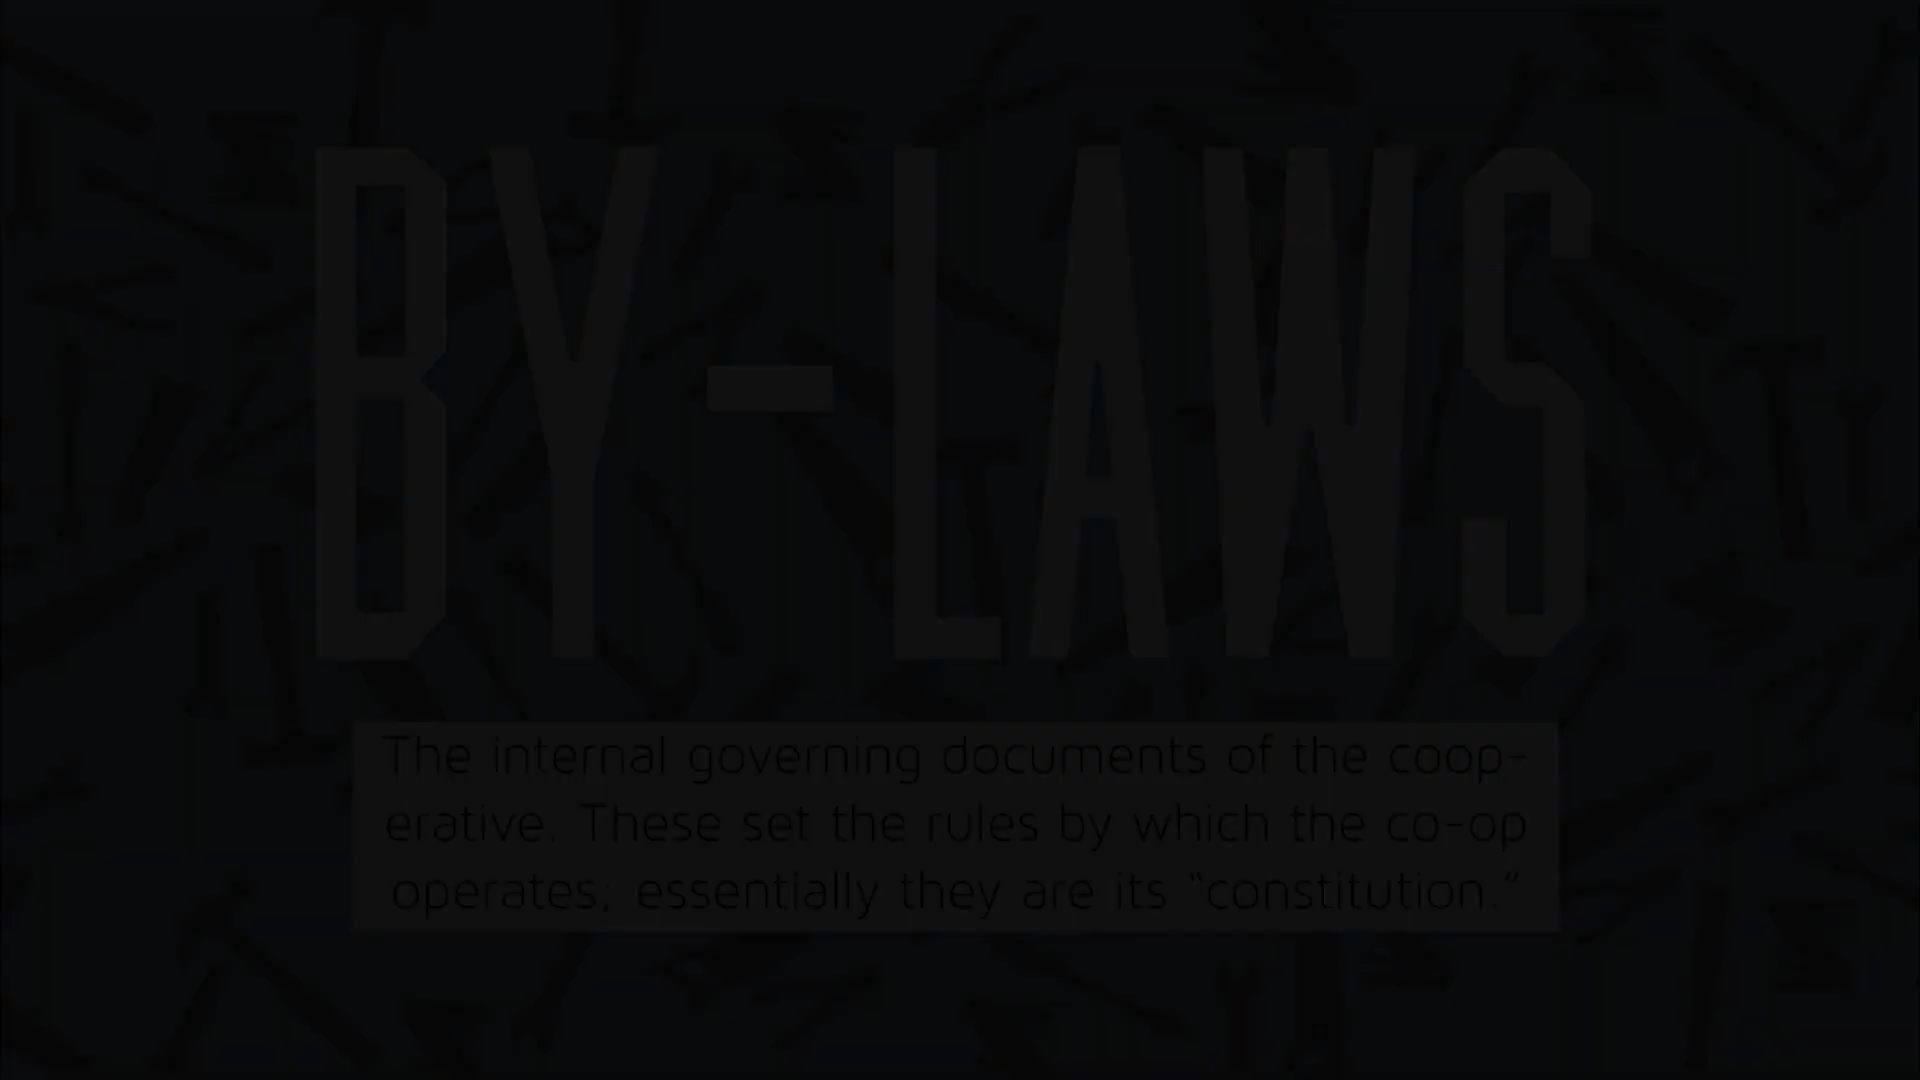 BY-LAWS
The internal governing documents of the coop-
erative. These set the rules by which the co-op
operates; essentially they are its “constitution.“